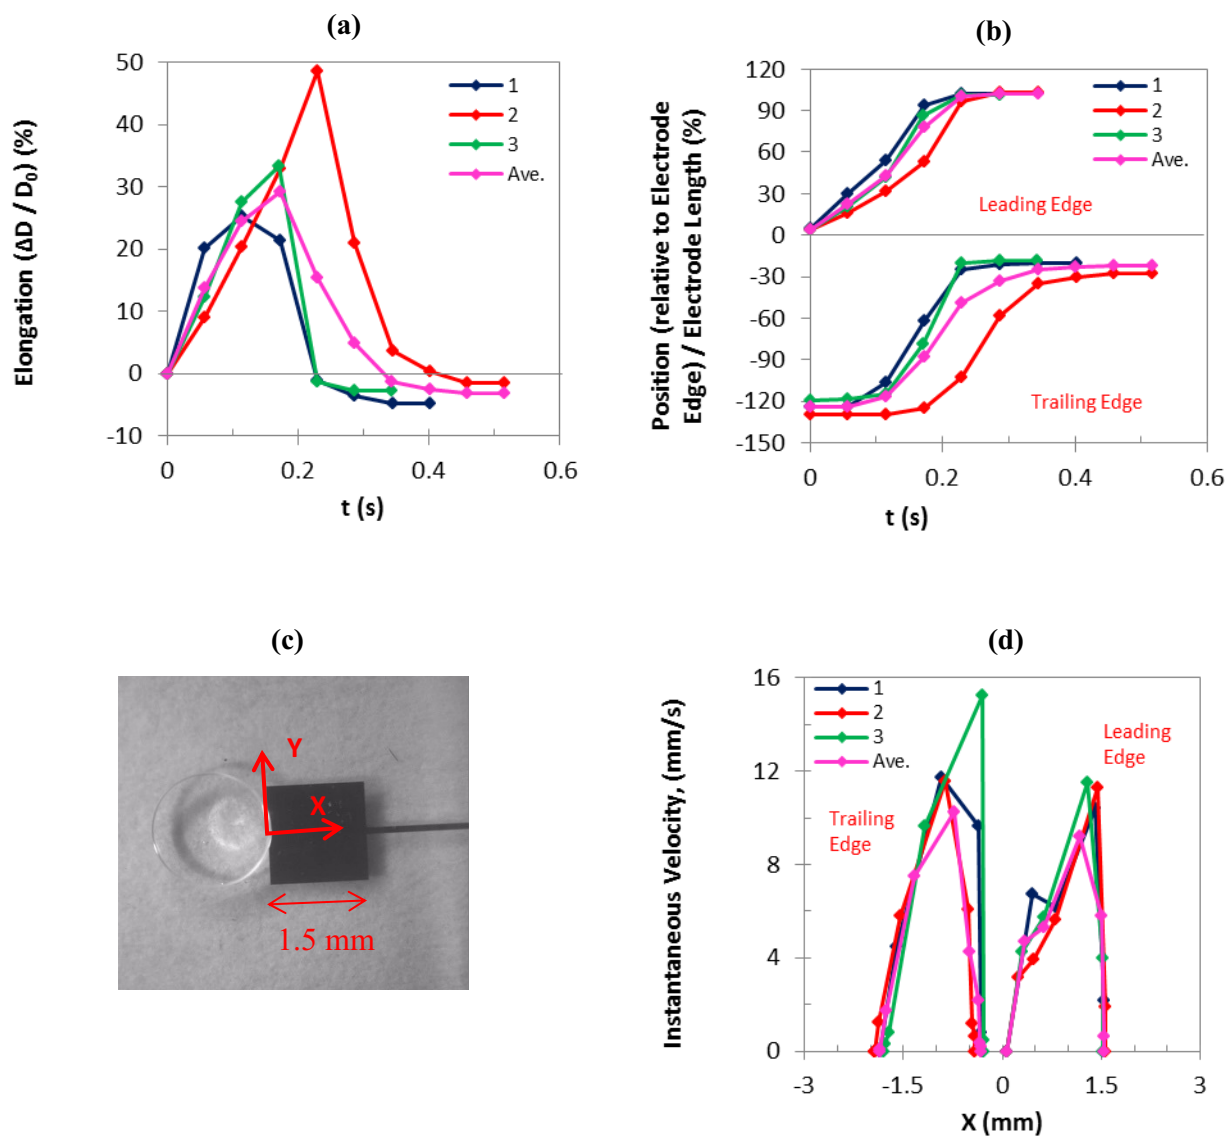 (a)
50
40
30
20
10
0
-10
0 0.2 0.4 0.6
Elongation (ΔD / D₀) (%)
t (s)
1
2
3
Ave.
(b)
120
90
60
30
0
-30
-60
-90
-120
-150
0 0.2 0.4 0.6
Position (relative to Electrode
Edge) / Electrode Length (%)
t (s)
1
2
3
Ave.
Leading Edge
Trailing Edge
(c)
Y
X
1.5 mm
(d)
16
12
8
4
0
-3 -1.5 0 1.5 3
Instantaneous Velocity, (mm/s)
X (mm)
1
2
3
Ave.
Trailing
Edge
Leading
Edge